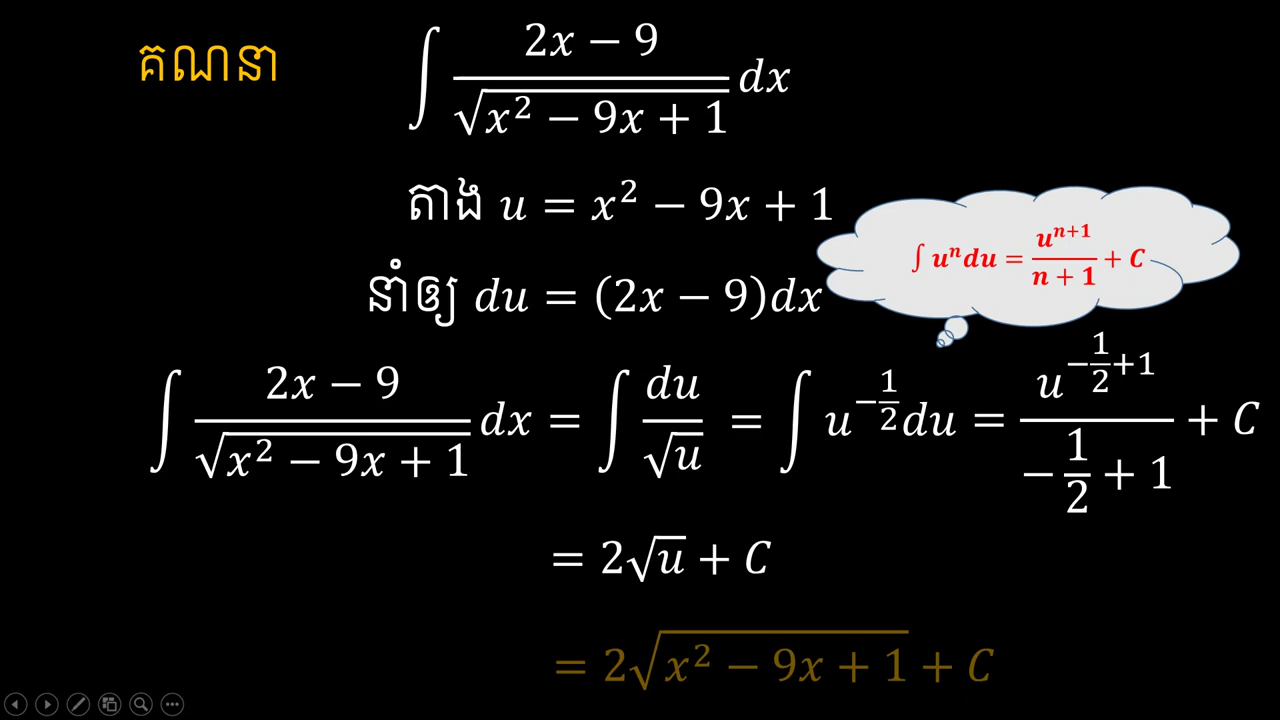 គណនា ∫ (2x − 9)/√(x² − 9x + 1) dx
តាង u = x² − 9x + 1
∫ uⁿdu = uⁿ⁺¹/(n + 1) + C
នាំឲ្យ du = (2x − 9)dx
∫ (2x − 9)/√(x² − 9x + 1) dx = ∫ du/√u = ∫ u^(−1/2) du = u^(−1/2+1)/(−1/2 + 1) + C
= 2√u + C
= 2√(x² − 9x + 1) + C